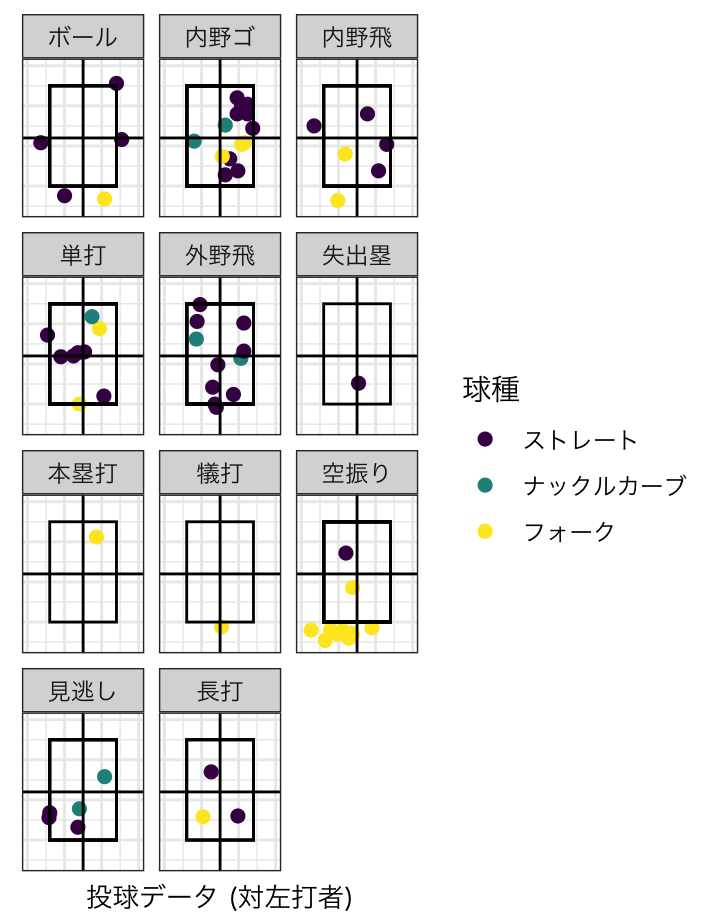 ボール
内野ゴ
内野飛
単打
外野飛
失出塁
本塁打
犠打
空振り
見逃し
長打
球種
ストレート
ナックルカーブ
フォーク
投球データ (対左打者)